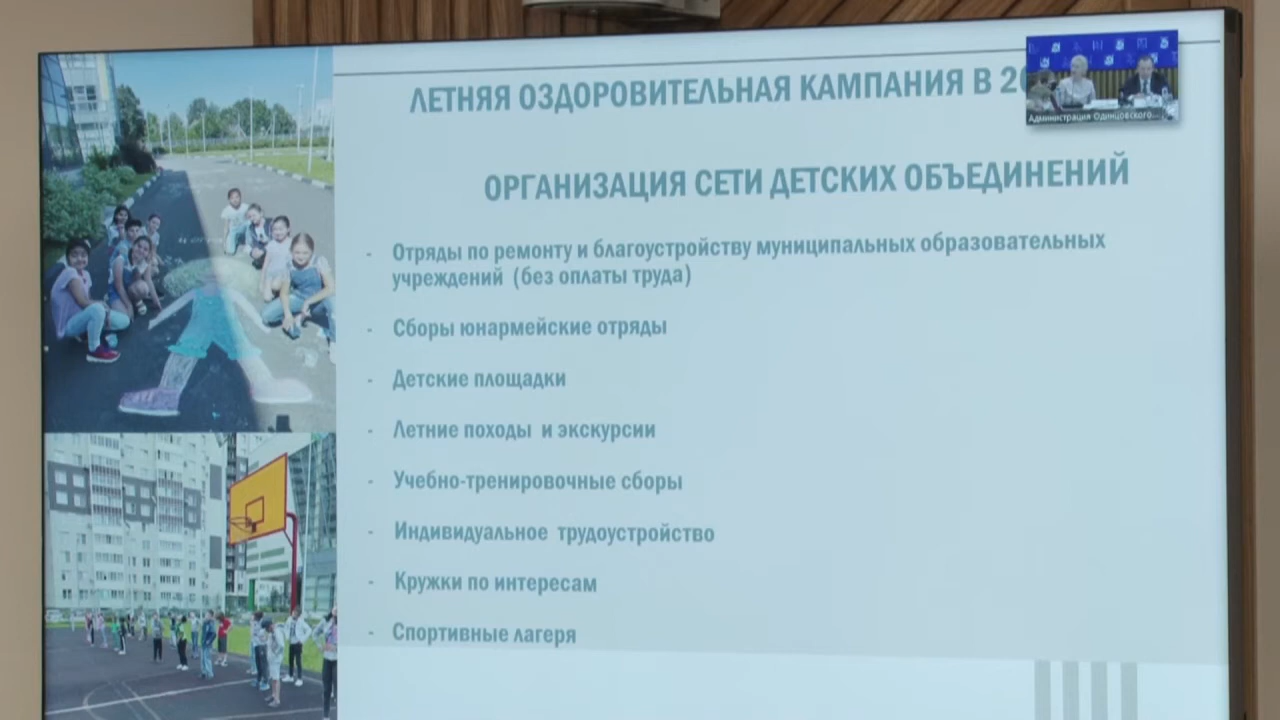 ЛЕТНЯЯ ОЗДОРОВИТЕЛЬНАЯ КАМПАНИЯ В 20
Администрация Одинцовского...
ОРГАНИЗАЦИЯ СЕТИ ДЕТСКИХ ОБЪЕДИНЕНИЙ
- Отряды по ремонту и благоустройству муниципальных образовательных
учреждений (без оплаты труда)
- Сборы юнармейские отряды
- Детские площадки
- Летние походы и экскурсии
- Учебно-тренировочные сборы
- Индивидуальное трудоустройство
- Кружки по интересам
- Спортивные лагеря